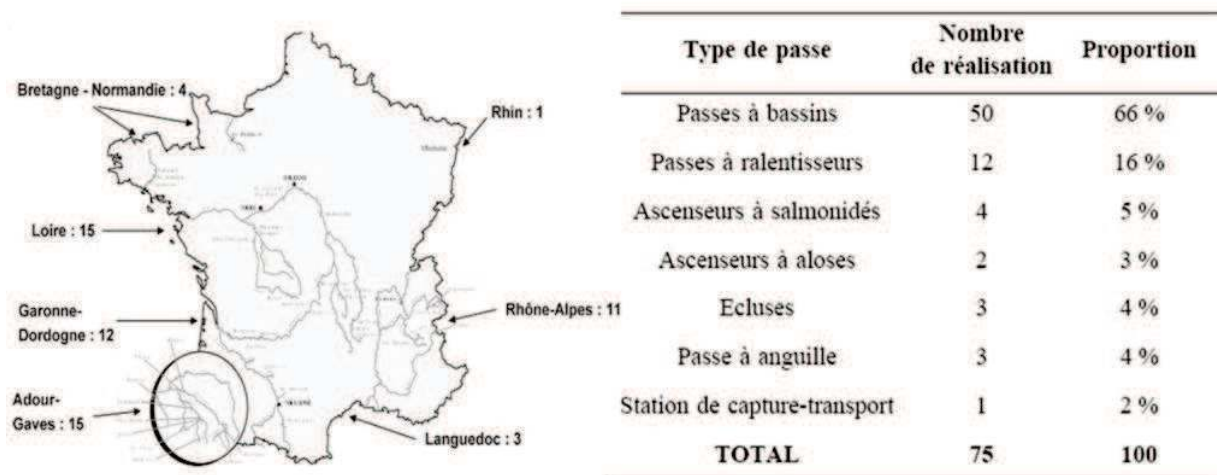 Bretagne - Normandie : 4
Rhin : 1
Loire : 15
Garonne-
Dordogne : 12
Rhône-Alpes : 11
Adour-
Gaves : 15
Languedoc : 3
Type de passe Nombre de réalisation Proportion
Passes à bassins 50 66 %
Passes à ralentisseurs 12 16 %
Ascenseurs à salmonidés 4 5 %
Ascenseurs à aloses 2 3 %
Ecluses 3 4 %
Passe à anguille 3 4 %
Station de capture-transport 1 2 %
TOTAL 75 100